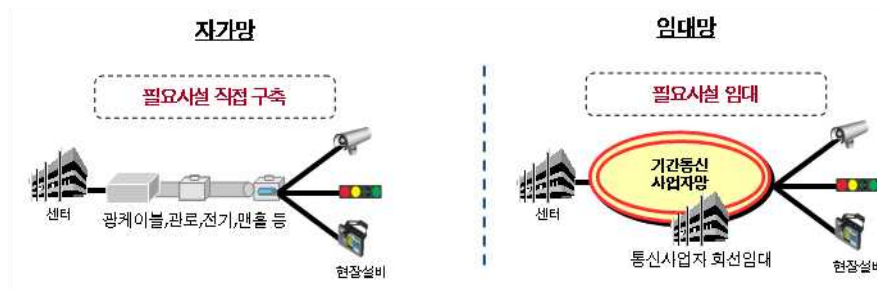 자가망
필요시설 직접 구축
센터
광케이블,관로,전기,맨홀 등
현장설비
임대망
필요시설 임대
기간통신
사업자망
센터
통신사업자 회선임대
현장설비